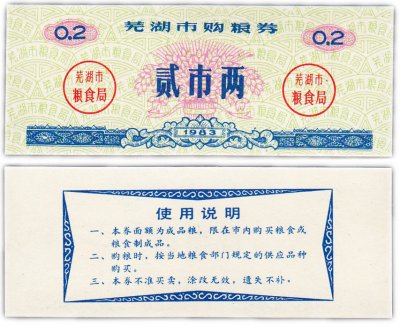 芜湖市购粮券
0.2
0.2
芜湖市
粮食局
贰市两
芜湖市
粮食局
1983
使用说明
一、本券面额为成品粮，限在市内购买粮食或
粮食制成品。
二、购粮时，按当地粮食部门规定的供应品种
购买。
三、本券不准买卖，涂改无效，遗失不补。